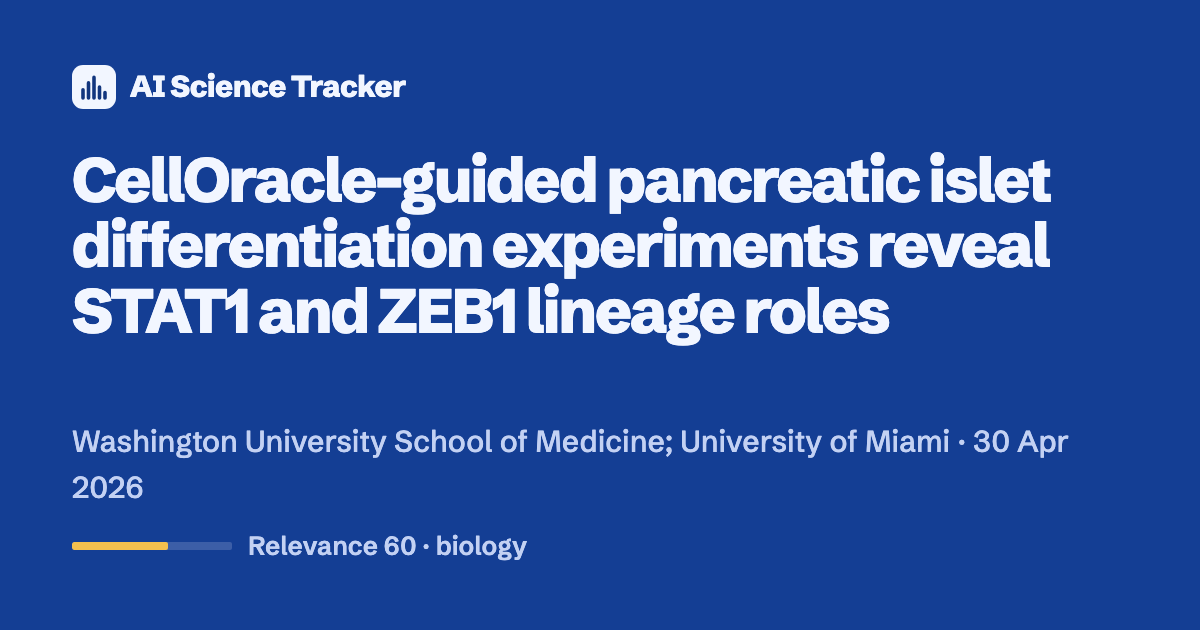 AI Science Tracker
CellOracle-guided pancreatic islet
differentiation experiments reveal
STAT1 and ZEB1 lineage roles
Washington University School of Medicine; University of Miami · 30 Apr
2026
Relevance 60 · biology